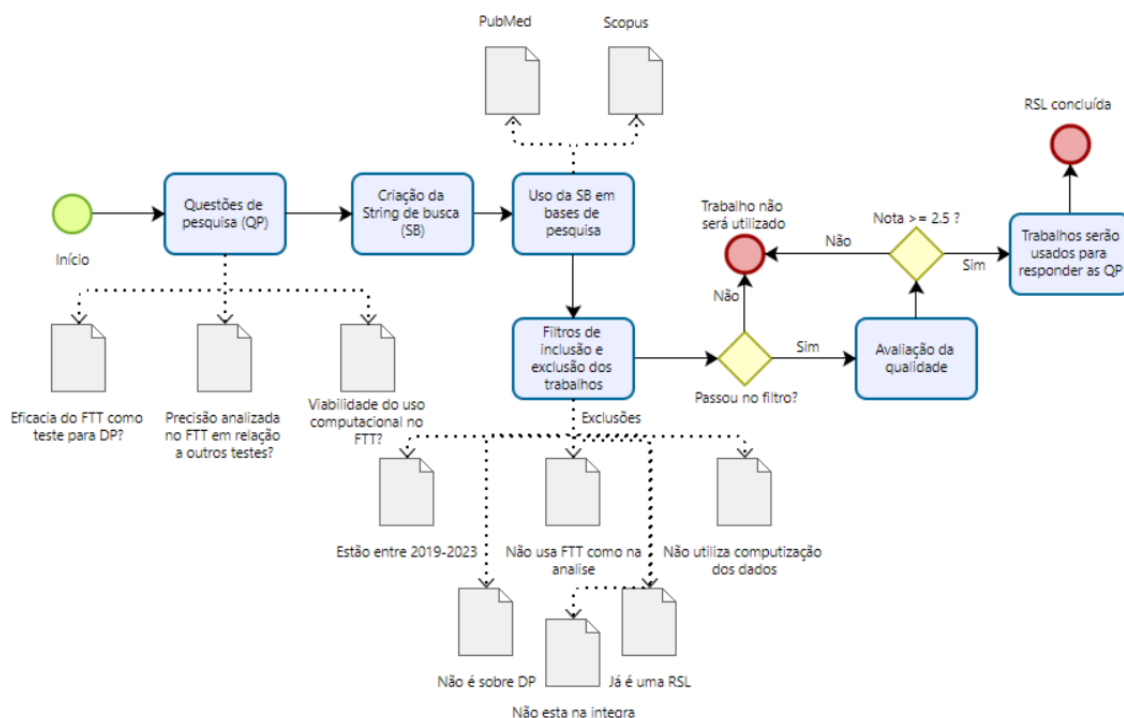 PubMed
Scopus
RSL concluída
Questões de
pesquisa (QP)
Criação da
String de busca
(SB)
Uso da SB em
bases de
pesquisa
Trabalho não
será utilizado
Nota >= 2.5 ?
Não
Sim
Trabalhos serão
usados para
responder as QP
Início
Não
Filtros de
inclusão e
exclusão dos
trabalhos
Sim
Avaliação da
qualidade
Passou no filtro?
Eficacia do FTT como
teste para DP?
Precisão analizada
no FTT em relação
a outros testes?
Viabilidade do uso
computacional no
FTT?
Exclusões
Estão entre 2019-2023
Não usa FTT como na
analise
Não utiliza computização
dos dados
Não é sobre DP
Já é uma RSL
Não esta na integra